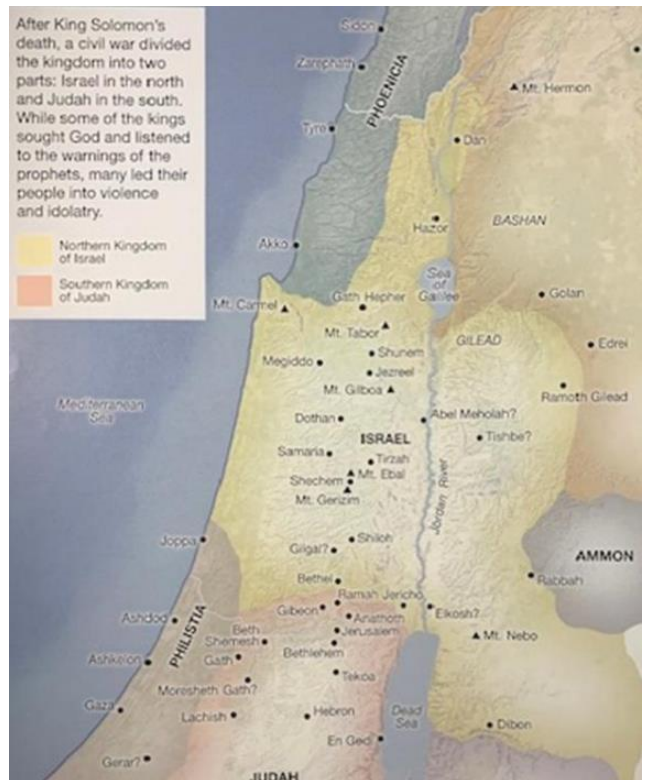 After King Solomon's
death, a civil war divided
the kingdom into two
parts: Israel in the north
and Judah in the south.
While some of the kings
sought God and listened
to the warnings of the
prophets, many led their
people into violence
and idolatry.
Northern Kingdom
of Israel
Southern Kingdom
of Judah
Sidon
Zarephath
PHOENICIA
Mt. Hermon
Tyre
Dan
Hazor
BASHAN
Akko
Sea
of
Galilee
Golan
Mt. Carmel
Gath Hepher
Mt. Tabor
GILEAD
Edrei
Shunem
Megiddo
Jezreel
Mt. Gilboa
Ramoth Gilead
Mediterranean
Sea
Dothan
Abel Meholah?
ISRAEL
Tishbe?
Samaria
Tirzah
Mt. Ebal
Shechem
Mt. Gerizim
Jordan River
Joppa
Shiloh
Gilgal?
AMMON
Bethel
Rabbah
Ramah
Jericho
Gibeon
Elkosh?
Anathoth
Ashdod
PHILISTIA
Beth
Shemesh
Jerusalem
Mt. Nebo
Bethlehem
Ashkelon
Gath
Tekoa
Moresheth Gath?
Gaza
Lachish
Hebron
Dead
Sea
Dibon
En Gedi
Gerar?
JUDAH